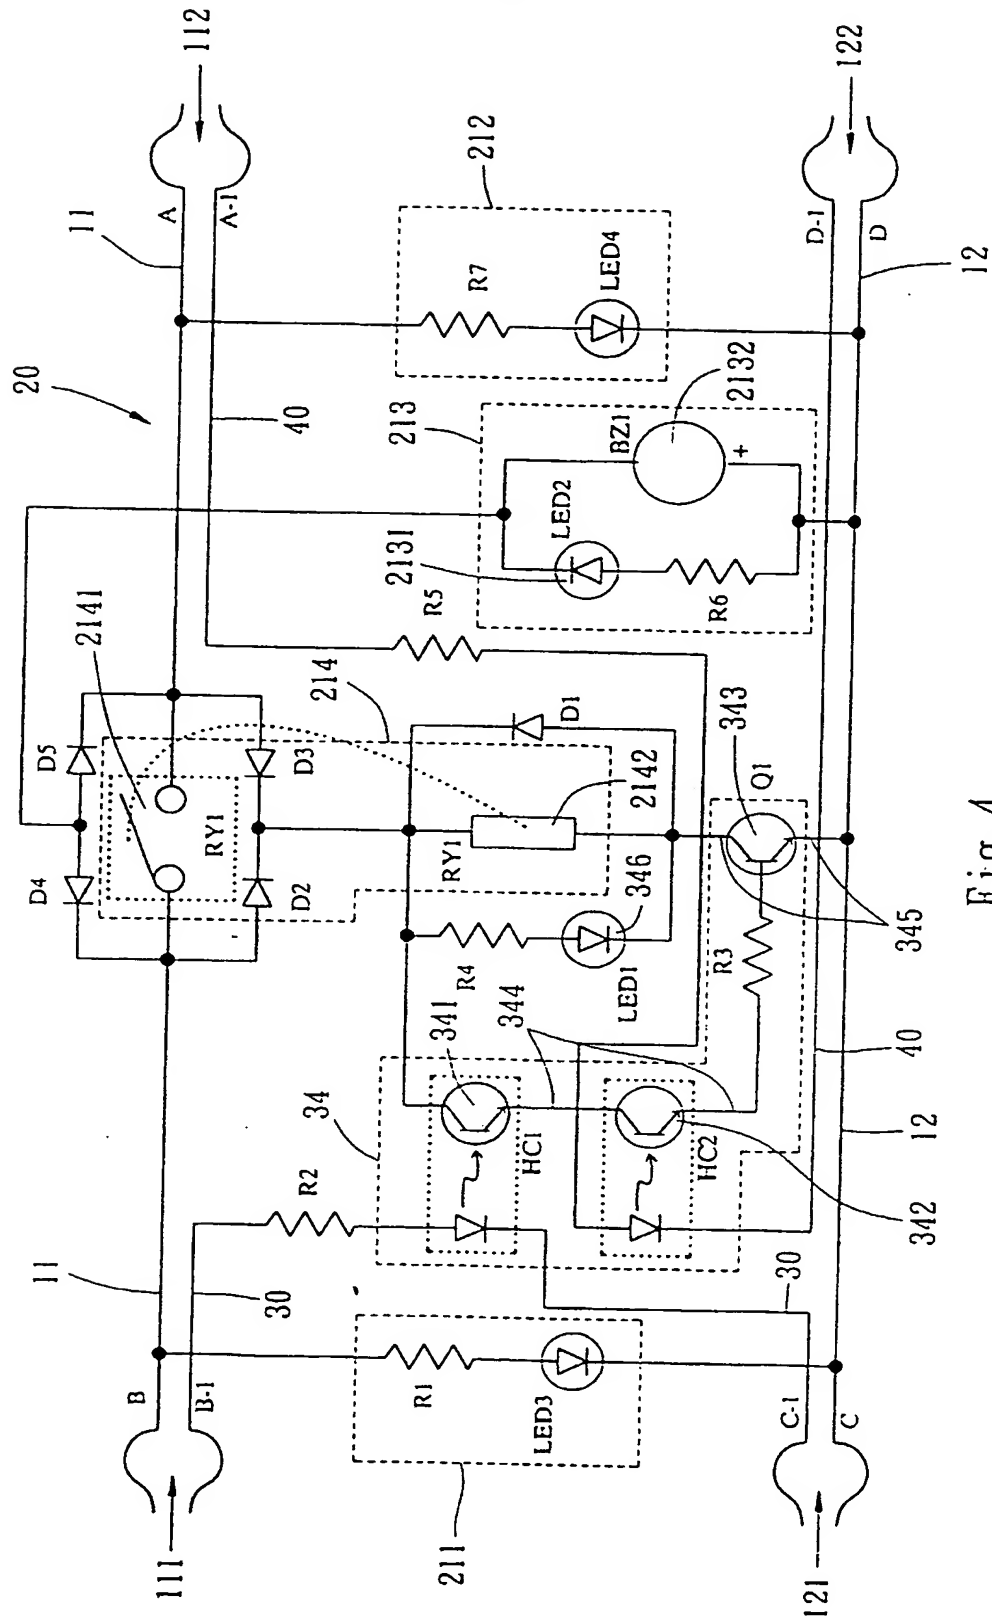 112
A
A-1
11
20
40
212
R7
LED4
122
D-1
D
12
213
BZ1
2132
+
LED2
2131
R6
R5
2141
214
D5
D3
RY1
D4
D2
D1
2142
RY1
343
Q1
346
R4
LED1
R3
345
344
341
34
HC1
HC2
342
40
12
R2
11
30
30
B
B-1
R1
LED3
C-1
C
111
211
121
Fig. 4